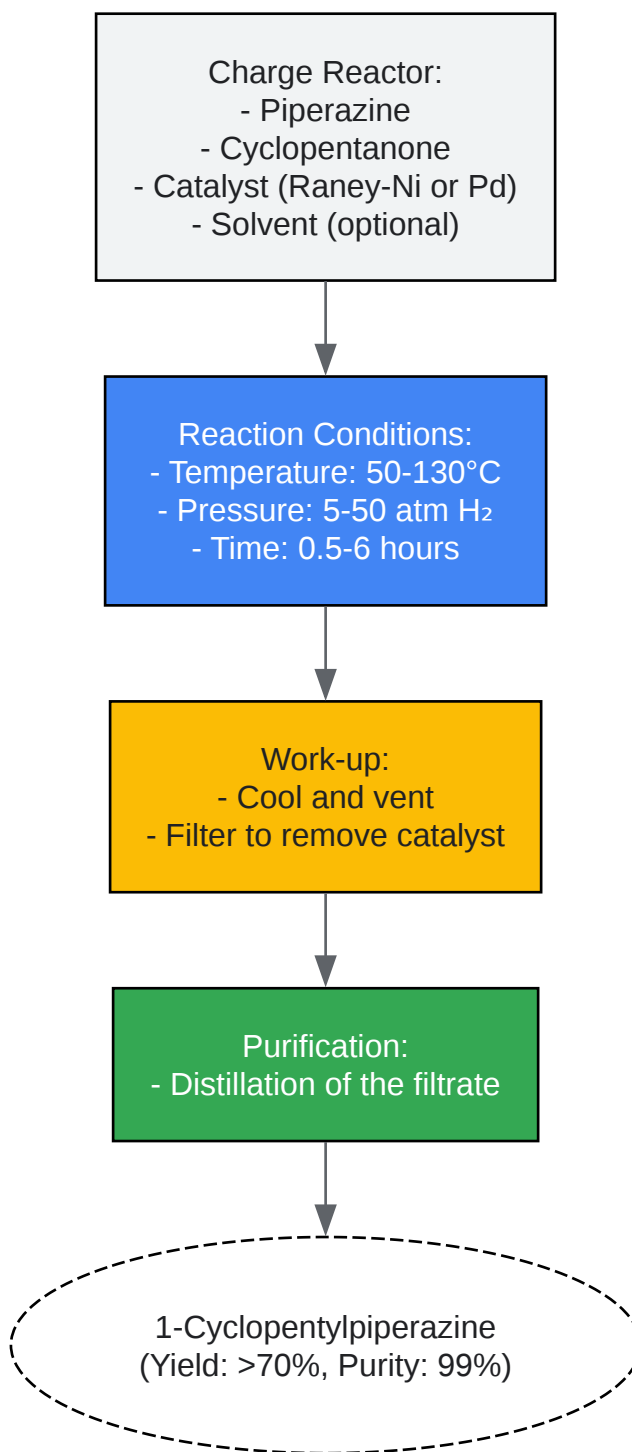 Charge Reactor:
- Piperazine
- Cyclopentanone
- Catalyst (Raney-Ni or Pd)
- Solvent (optional)
Reaction Conditions:
- Temperature: 50-130°C
- Pressure: 5-50 atm H₂
- Time: 0.5-6 hours
Work-up:
- Cool and vent
- Filter to remove catalyst
Purification:
- Distillation of the filtrate
1-Cyclopentylpiperazine
(Yield: >70%, Purity: 99%)